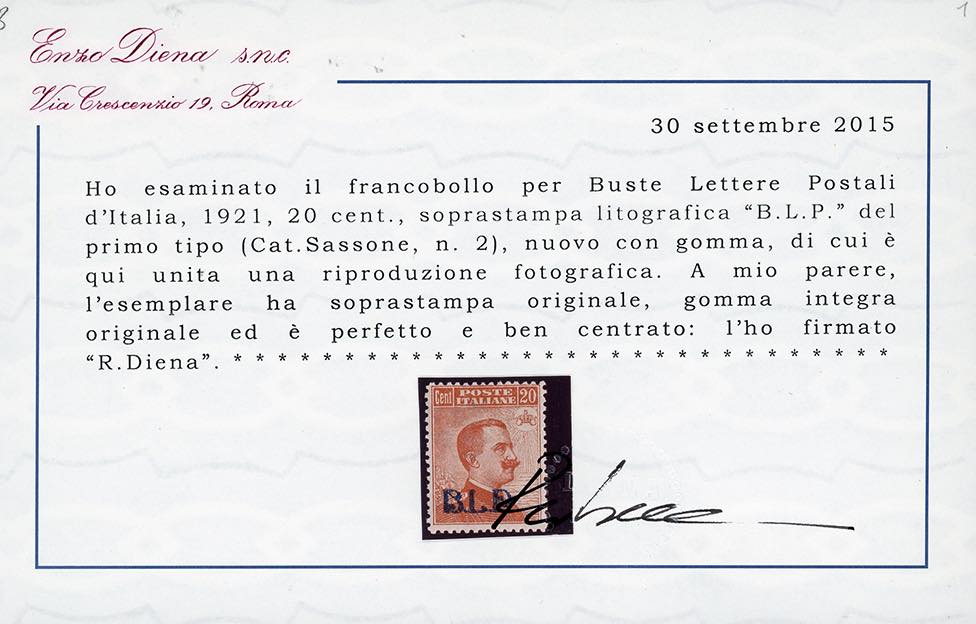 1
Enzo Diena s.n.c.
Via Crescenzio 19, Roma
30 settembre 2015
Ho esaminato il francobollo per Buste Lettere Postali
d'Italia, 1921, 20 cent., soprastampa litografica “B.L.P.” del
primo tipo (Cat.Sassone, n. 2), nuovo con gomma, di cui è
qui unita una riproduzione fotografica. A mio parere,
l'esemplare ha soprastampa originale, gomma integra
originale ed è perfetto e ben centrato: l'ho firmato
“R.Diena”. * * * * * * * * * * * * * * * * * * * * * * * * * * * * * *
Cent POSTE ITALIANE 20
B.L.P.